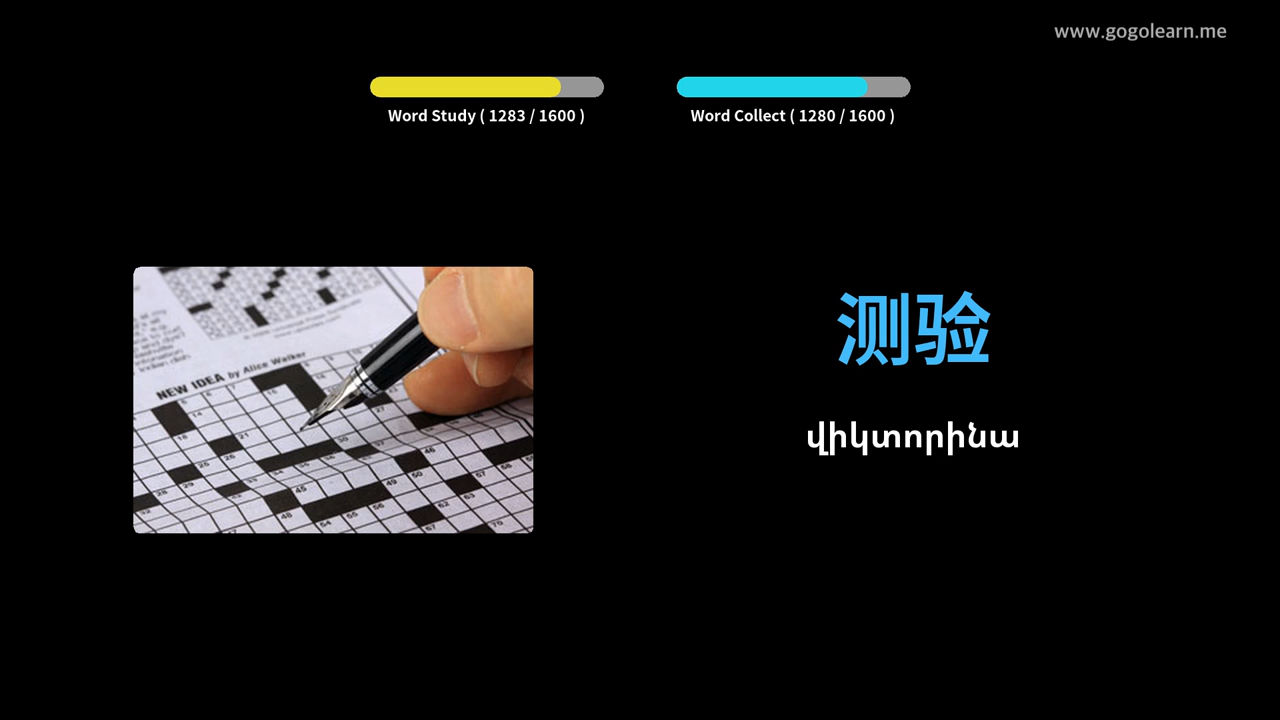 www.gogolearn.me
Word Study ( 1283 / 1600 )
Word Collect ( 1280 / 1600 )
NEW IDEA by Alice Walker
测验
վիկտորինա